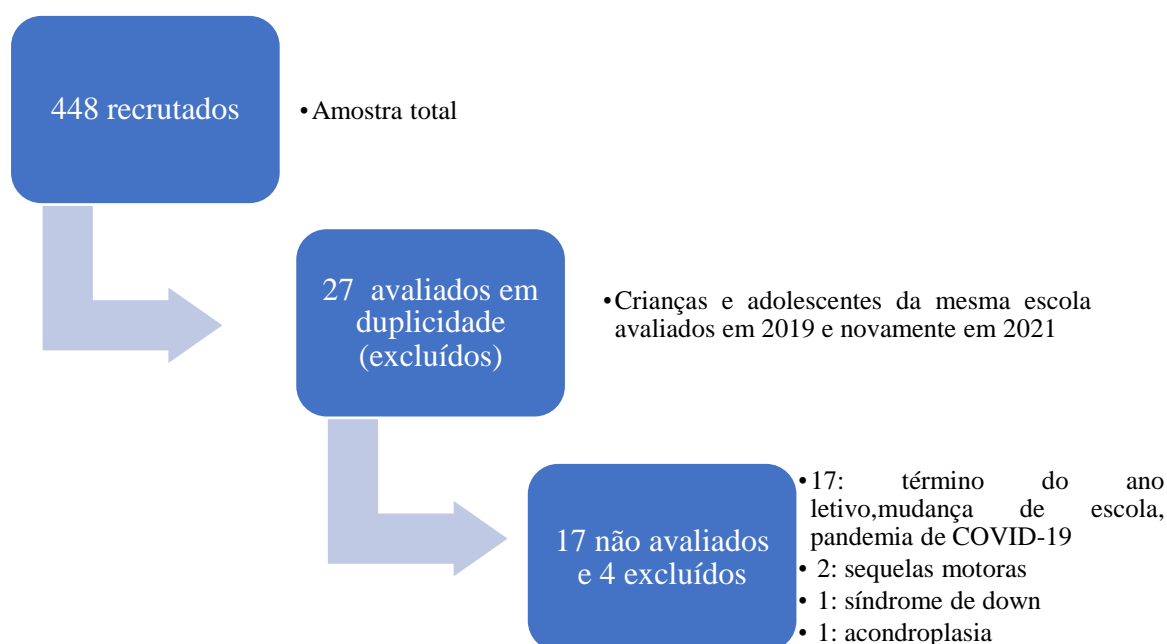 448 recrutados
•Amostra total
27 avaliados em
duplicidade
(excluídos)
•Crianças e adolescentes da mesma escola
avaliados em 2019 e novamente em 2021
17 não avaliados
e 4 excluídos
•17: término do ano
letivo,mudança de escola,
pandemia de COVID-19
• 2: sequelas motoras
• 1: síndrome de down
• 1: acondroplasia